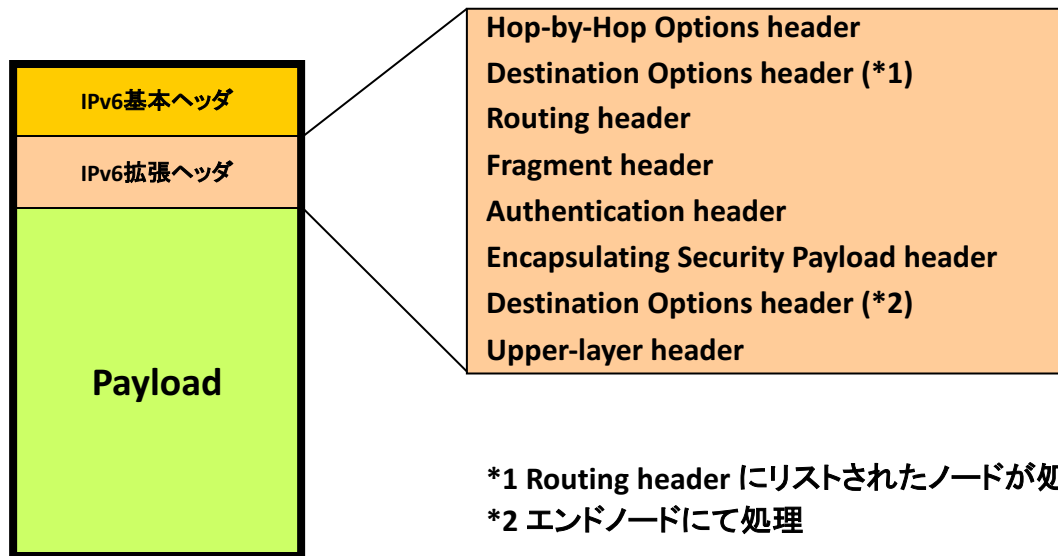 IPv6基本ヘッダ
IPv6拡張ヘッダ
Payload
Hop-by-Hop Options header
Destination Options header (*1)
Routing header
Fragment header
Authentication header
Encapsulating Security Payload header
Destination Options header (*2)
Upper-layer header
*1 Routing header にリストされたノードが処
*2 エンドノードにて処理